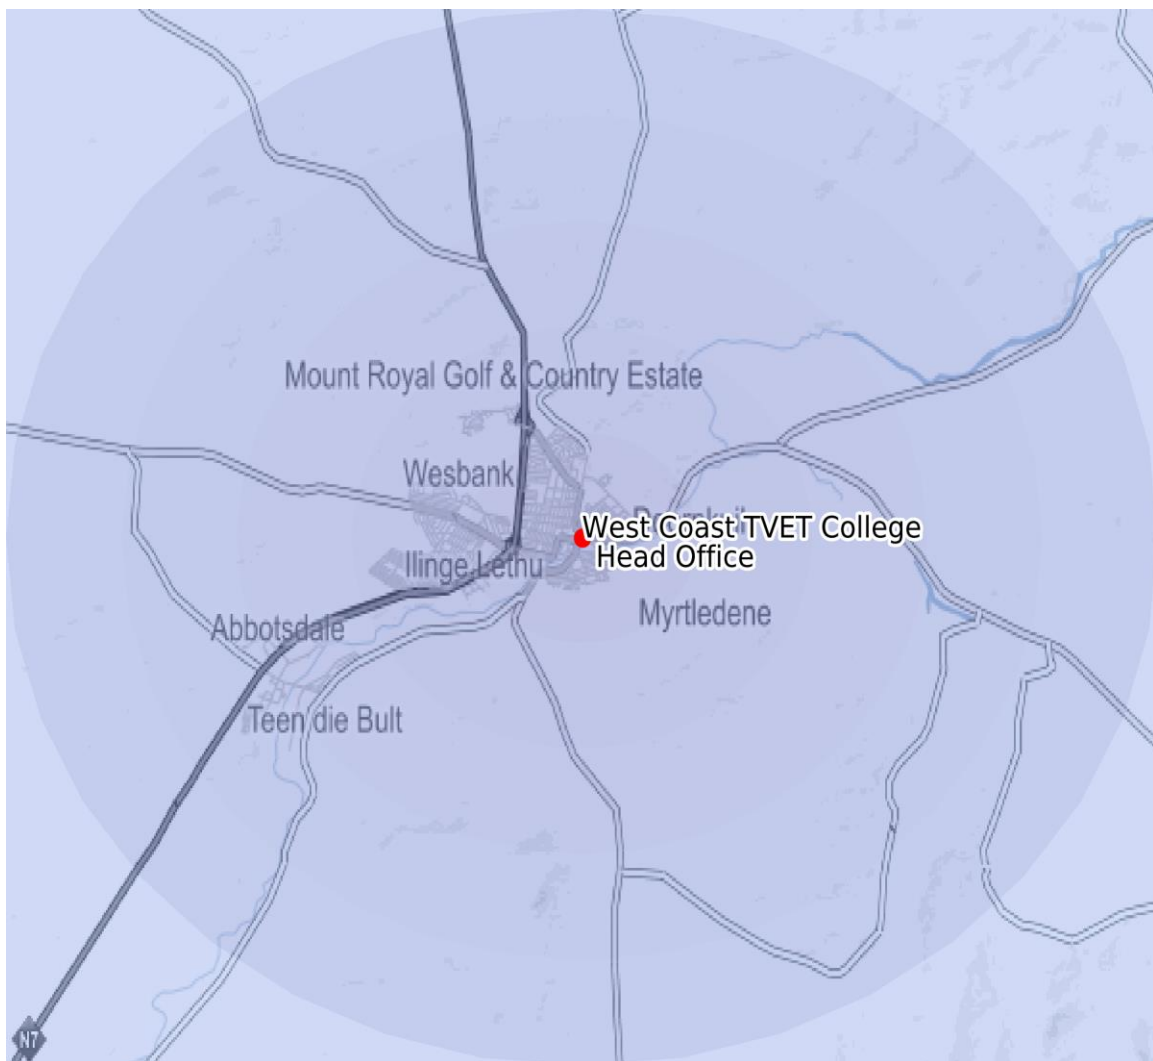 Mount Royal Golf & Country Estate
Wesbank
West Coast TVET College
Head Office
Ilinge Lethu
Myrtledene
Abbotsdale
Teen die Bult
N7